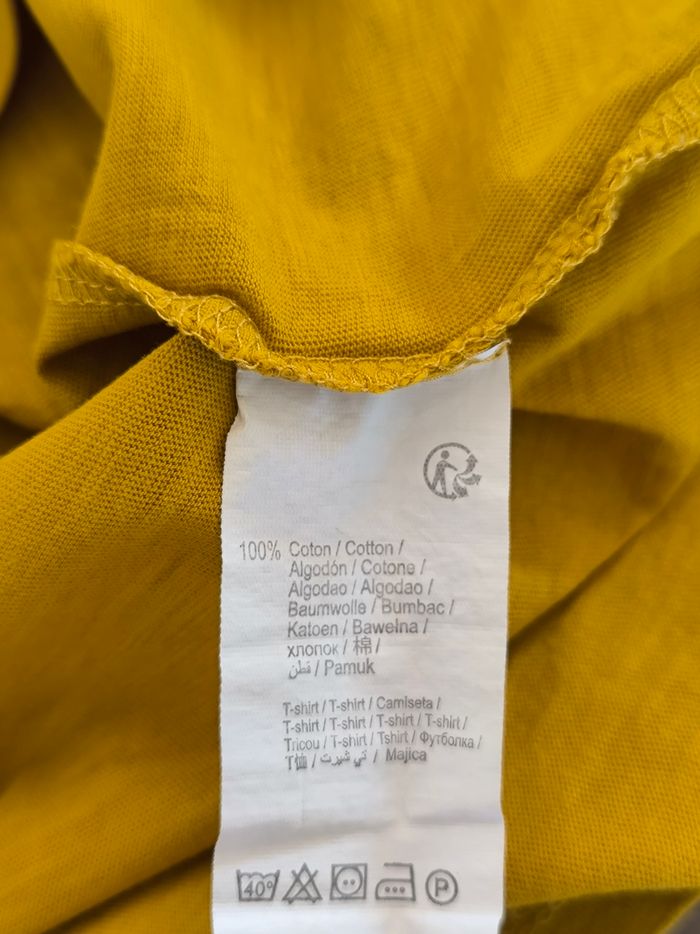 100% Coton / Cotton /
Algodón / Cotone /
Algodao / Algodao /
Baumwolle / Bumbac /
Katoen / Bawełna /
хлопок / 棉 /
قطن / Pamuk
T-shirt / T-shirt / Camiseta /
T-shirt / T-shirt / T-shirt / T-shirt /
Tricou / T-shirt / Tshirt / Футболка /
T恤 / تي شيرت / Majica
40° P